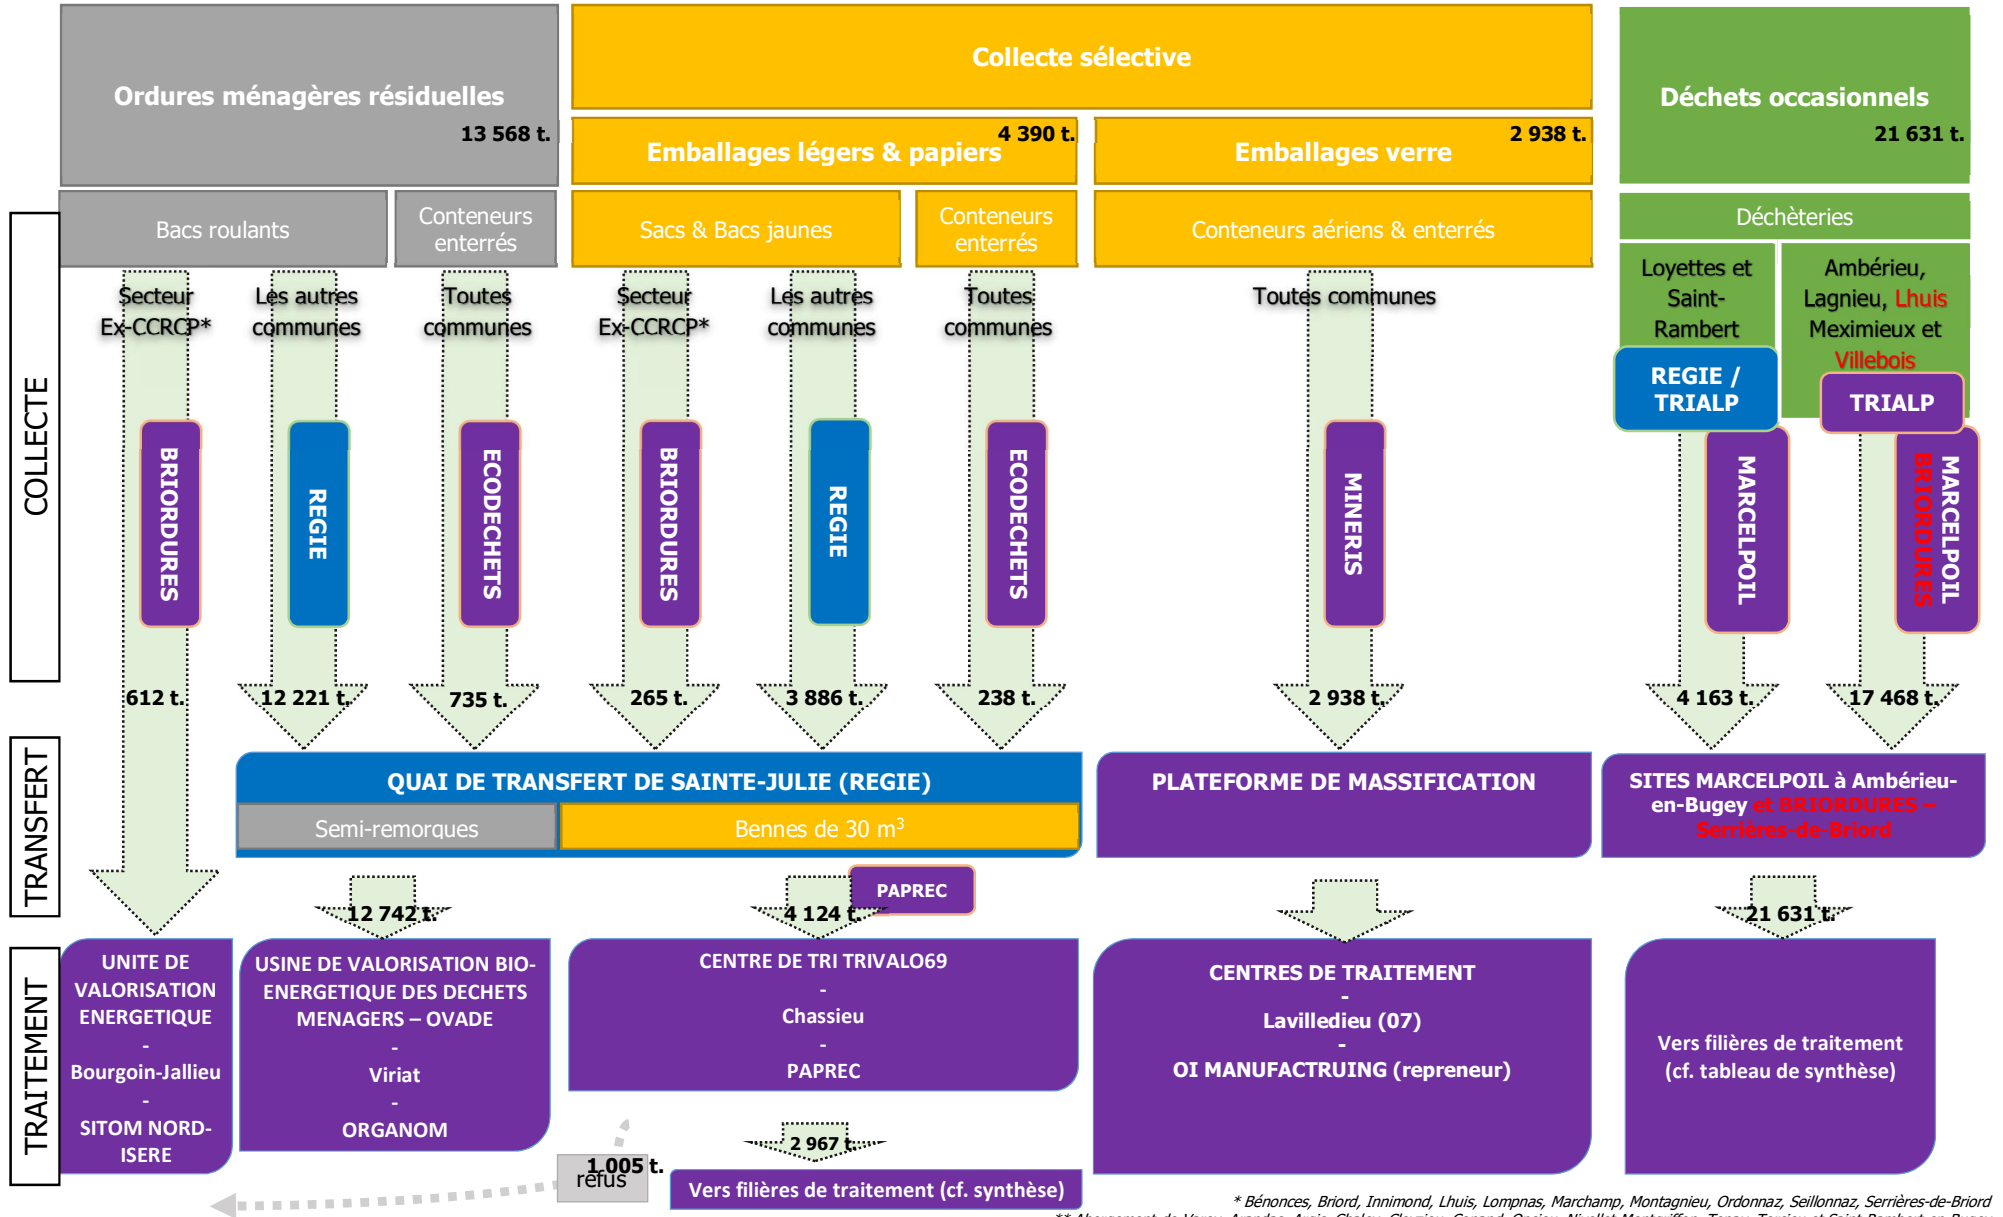 Ordures ménagères résiduelles
13 568 t.
Collecte sélective
Emballages légers & papiers
4 390 t.
Emballages verre
2 938 t.
Déchets occasionnels
21 631 t.
COLLECTE
Bacs roulants
Conteneurs
enterrés
Sacs & Bacs jaunes
Conteneurs
enterrés
Conteneurs aériens & enterrés
Déchèteries
Secteur
Ex-CCRCP*
Les autres
communes
Toutes
communes
Secteur
Ex-CCRCP*
Les autres
communes
Toutes
communes
Toutes communes
Loyettes et
Saint-
Rambert
Ambérieu,
Lagnieu, Lhuis
Meximieux et
Villebois
REGIE /
TRIALP
TRIALP
BRIORDURES
REGIE
ECODECHETS
BRIORDURES
REGIE
ECODECHETS
MINERIS
MARCELPOIL
MARCELPOIL
BRIORDURES
612 t.
12 221 t.
735 t.
265 t.
3 886 t.
238 t.
2 938 t.
4 163 t.
17 468 t.
TRANSFERT
QUAI DE TRANSFERT DE SAINTE-JULIE (REGIE)
Semi-remorques
Bennes de 30 m³
PLATEFORME DE MASSIFICATION
SITES MARCELPOIL à Ambérieu-
en-Bugey et BRIORDURES –
Serrières-de-Briord
12 742 t.
4 124 t.
PAPREC
21 631 t.
TRAITEMENT
UNITE DE
VALORISATION
ENERGETIQUE
-
Bourgoin-Jallieu
-
SITOM NORD-
ISERE
USINE DE VALORISATION BIO-
ENERGETIQUE DES DECHETS
MENAGERS – OVADE
-
Viriat
-
ORGANOM
CENTRE DE TRI TRIVALO69
-
Chassieu
-
PAPREC
CENTRES DE TRAITEMENT
-
Lavilledieu (07)
-
OI MANUFACTRUING (repreneur)
Vers filières de traitement
(cf. tableau de synthèse)
2 967 t.
1 005 t.
refus
Vers filières de traitement (cf. synthèse)
* Bénonces, Briord, Innimond, Lhuis, Lompnas, Marchamp, Montagnieu, Ordonnaz, Seillonnaz, Serrières-de-Briord